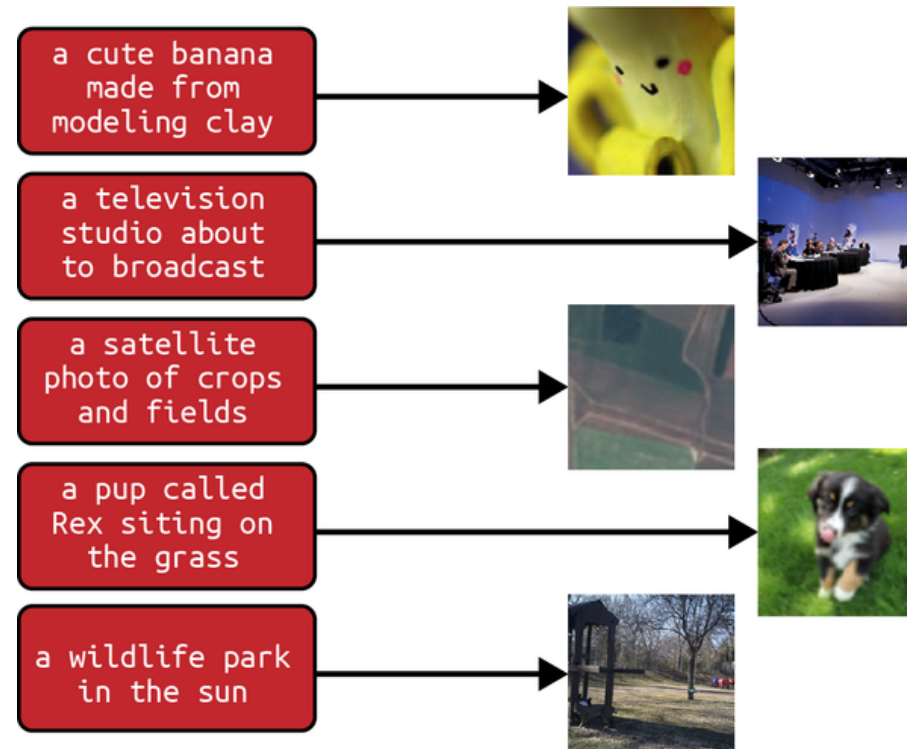 a cute banana
made from
modeling clay
a television
studio about
to broadcast
a satellite
photo of crops
and fields
a pup called
Rex siting on
the grass
a wildlife park
in the sun